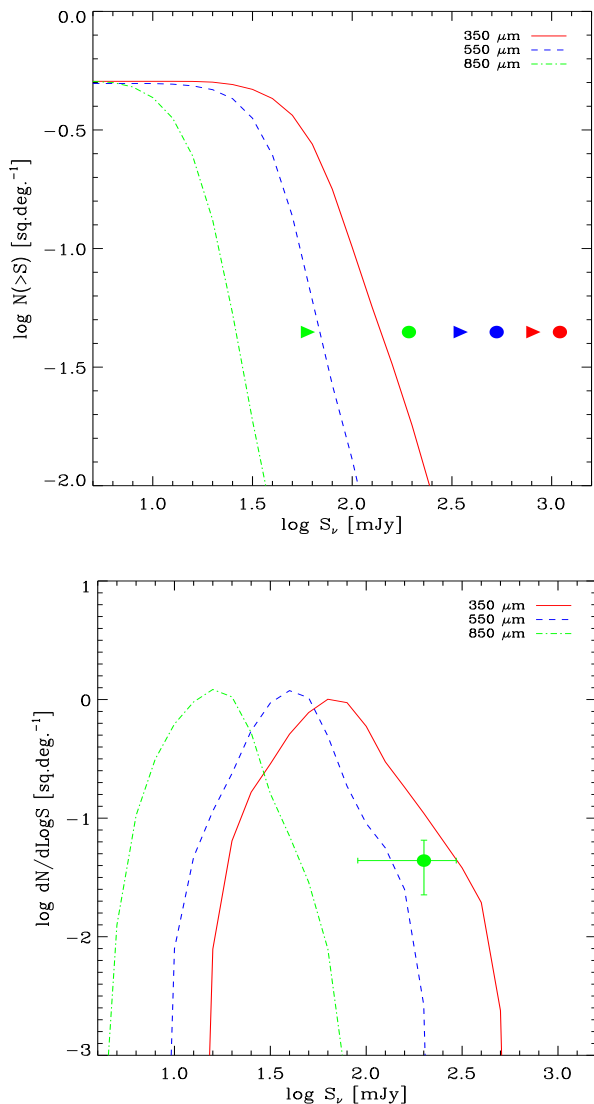 0.0
350 μm
550 μm
850 μm
−0.5
−1.0
−1.5
−2.0
log N(>S) [sq.deg.⁻¹]
1.0 1.5 2.0 2.5 3.0
log Sν [mJy]
1
350 μm
550 μm
850 μm
0
−1
−2
−3
log dN/dLogS [sq.deg.⁻¹]
1.0 1.5 2.0 2.5 3.0
log Sν [mJy]